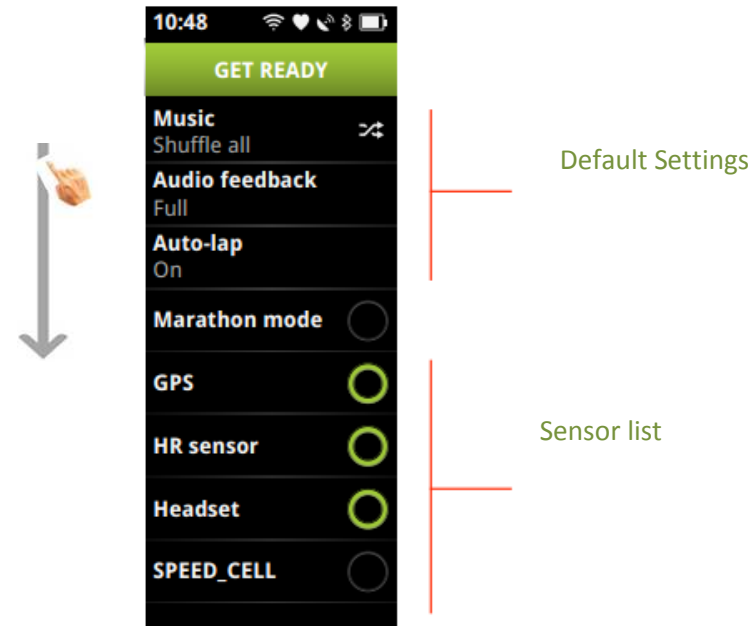 10:48
GET READY
Music
Shuffle all
Audio feedback
Full
Auto-lap
On
Default Settings
Marathon mode
GPS
HR sensor
Headset
SPEED_CELL
Sensor list